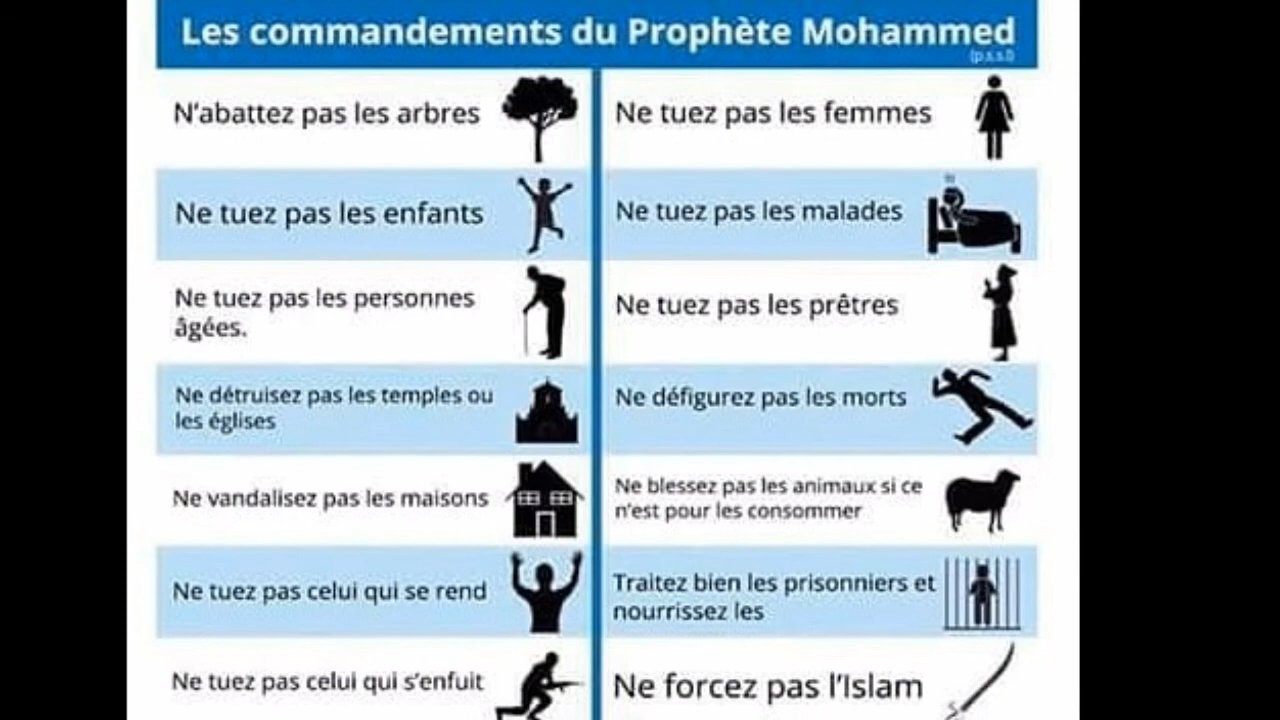 Les commandements du Prophète Mohammed
(p.s.s.l)
N'abattez pas les arbres
Ne tuez pas les femmes
Ne tuez pas les enfants
Ne tuez pas les malades
Ne tuez pas les personnes
âgées.
Ne tuez pas les prêtres
Ne détruisez pas les temples ou
les églises
Ne défigurez pas les morts
Ne vandalisez pas les maisons
Ne blessez pas les animaux si ce
n'est pour les consommer
Ne tuez pas celui qui se rend
Traitez bien les prisonniers et
nourrissez les
Ne tuez pas celui qui s'enfuit
Ne forcez pas l'Islam